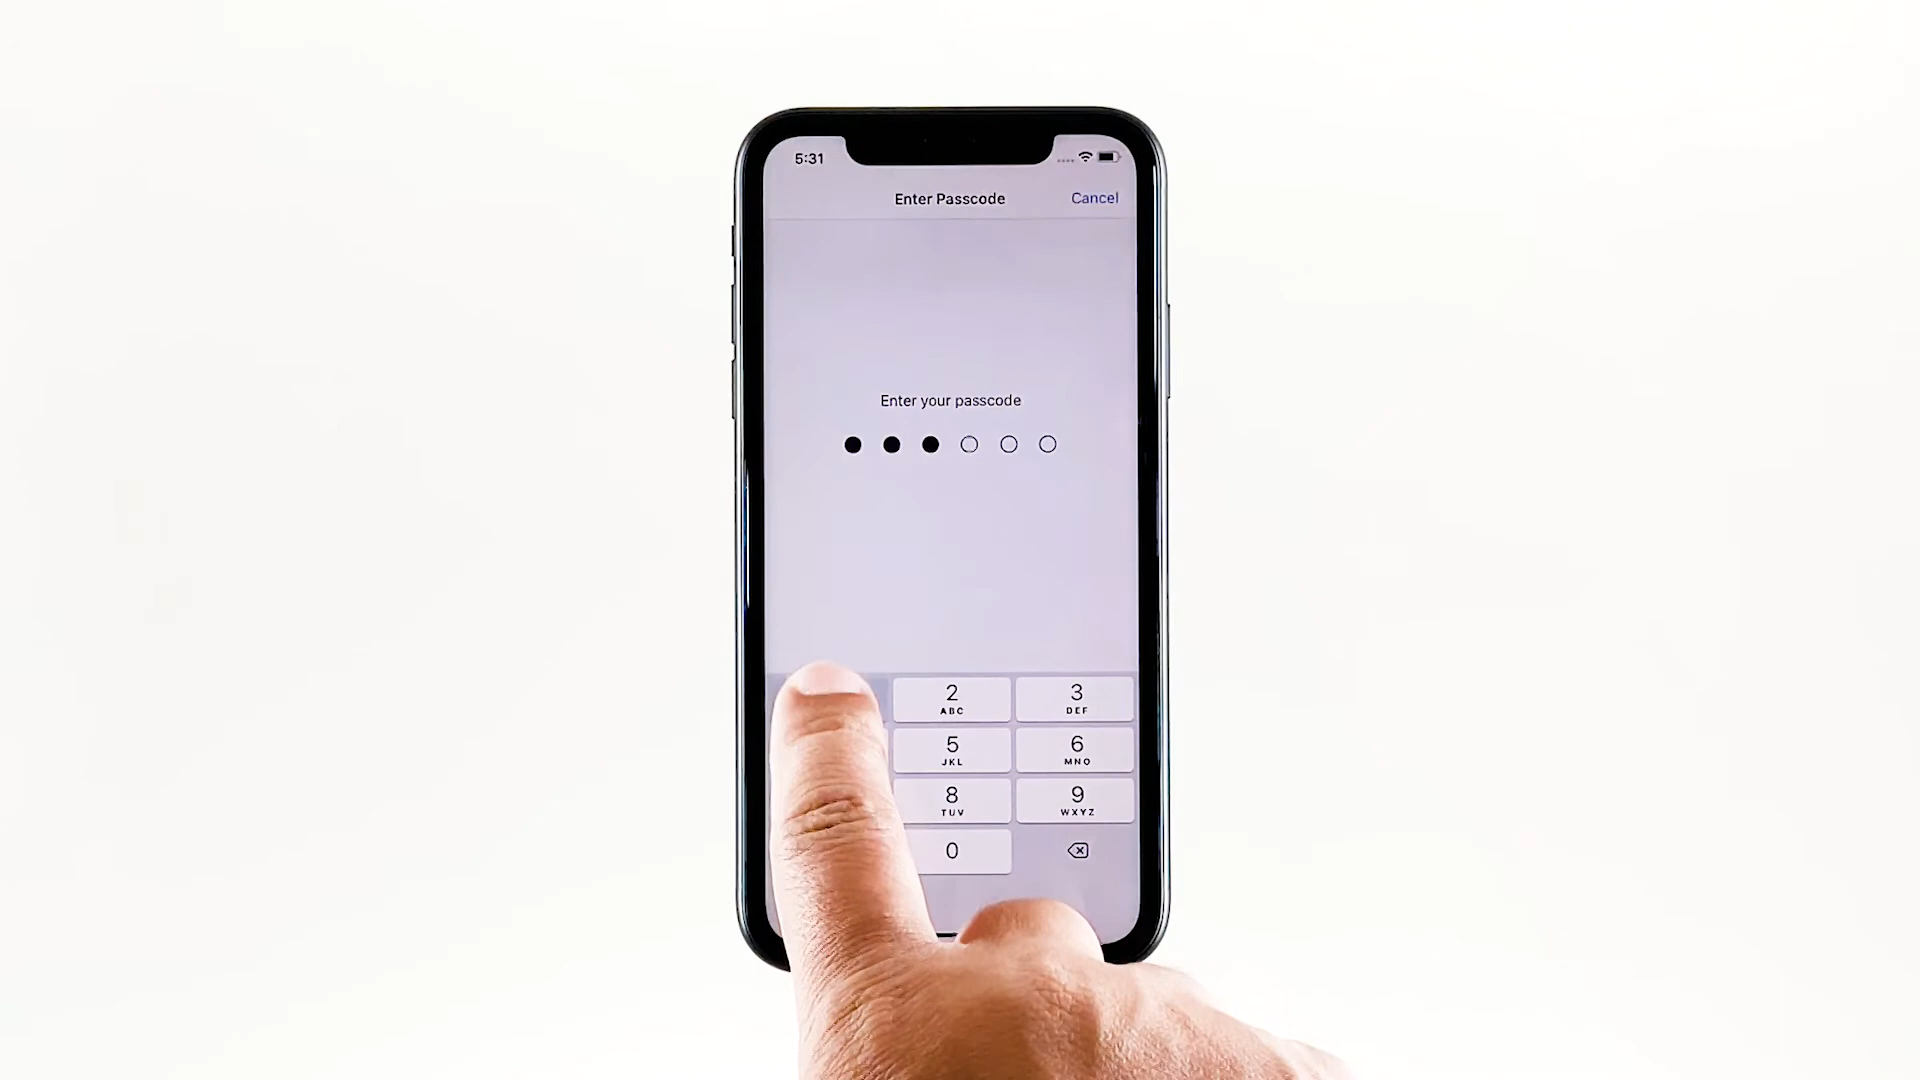 5:31
Enter Passcode Cancel
Enter your passcode
2 3
ABC DEF
5 6
JKL MNO
8 9
TUV WXYZ
0